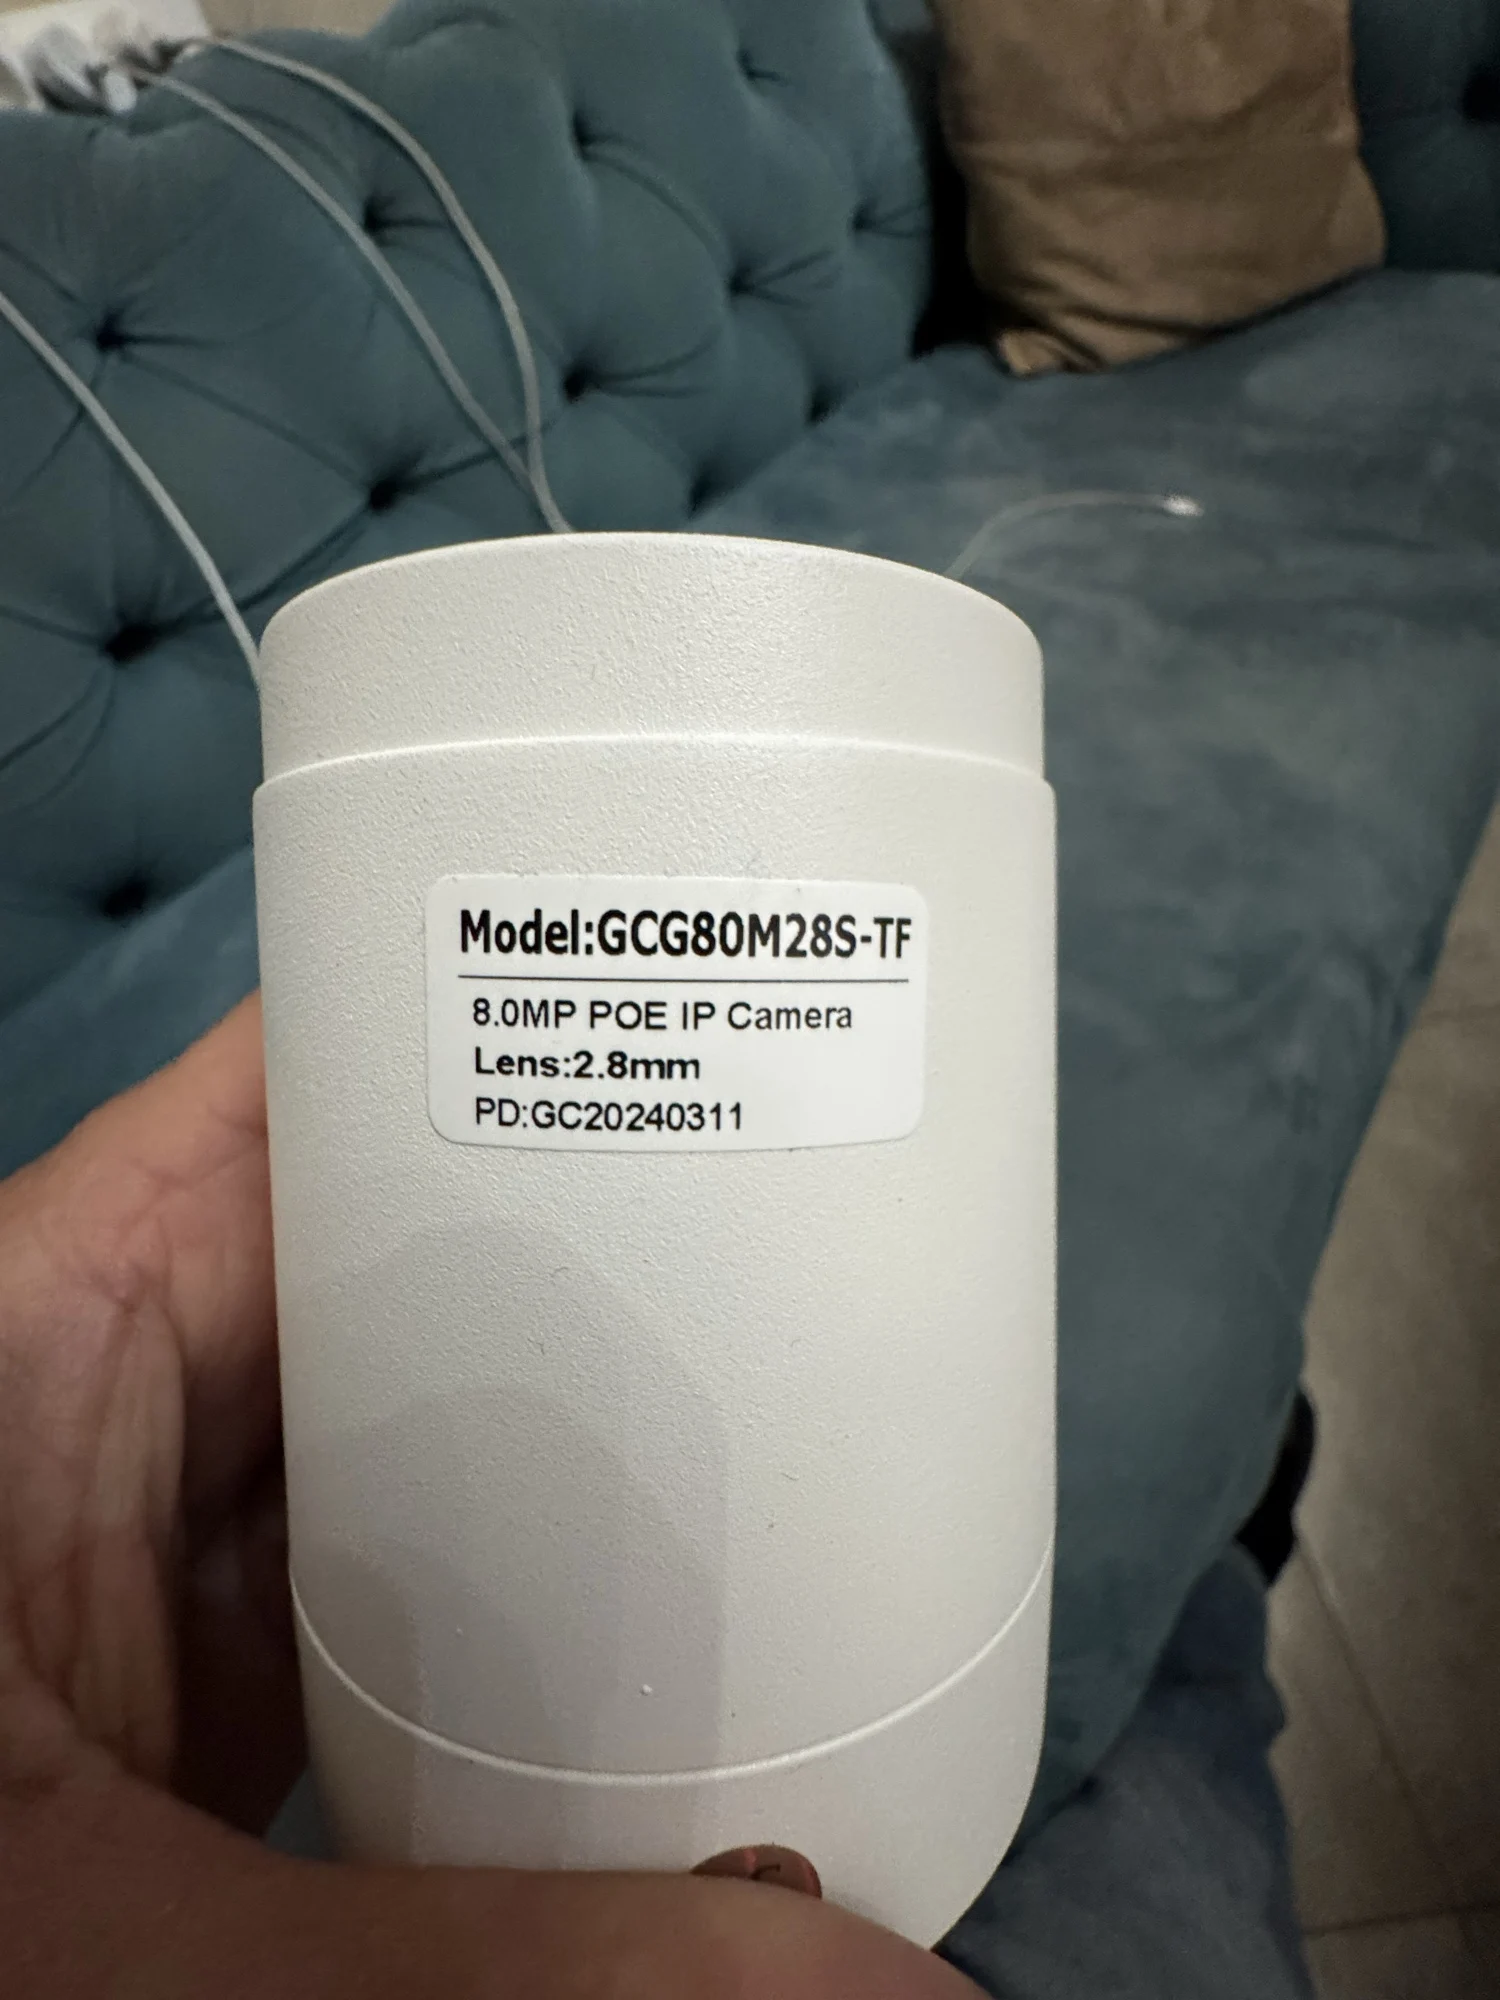 Model:GCG80M28S-TF
8.0MP POE IP Camera
Lens:2.8mm
PD:GC20240311